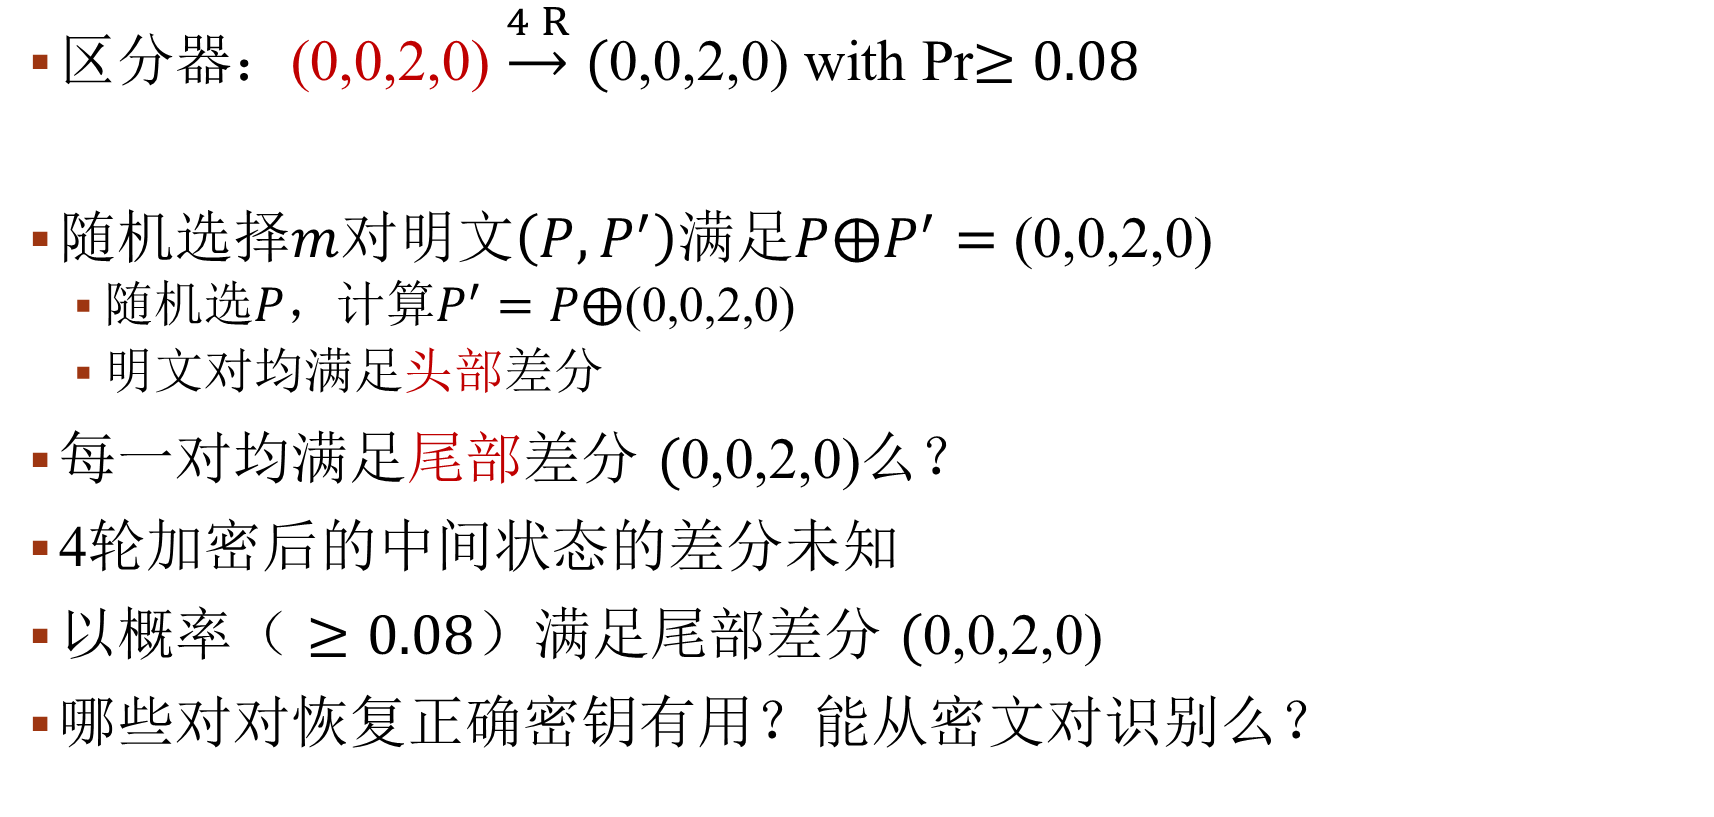 ▪区分器：(0,0,2,0) 4 R→ (0,0,2,0) with Pr≥ 0.08
▪随机选择m对明文(P, P′)满足P⊕P′ = (0,0,2,0)
▪随机选P，计算P′ = P⊕(0,0,2,0)
▪明文对均满足头部差分
▪每一对均满足尾部差分 (0,0,2,0)么？
▪4轮加密后的中间状态的差分未知
▪以概率（ ≥ 0.08）满足尾部差分 (0,0,2,0)
▪哪些对对恢复正确密钥有用？能从密文对识别么？